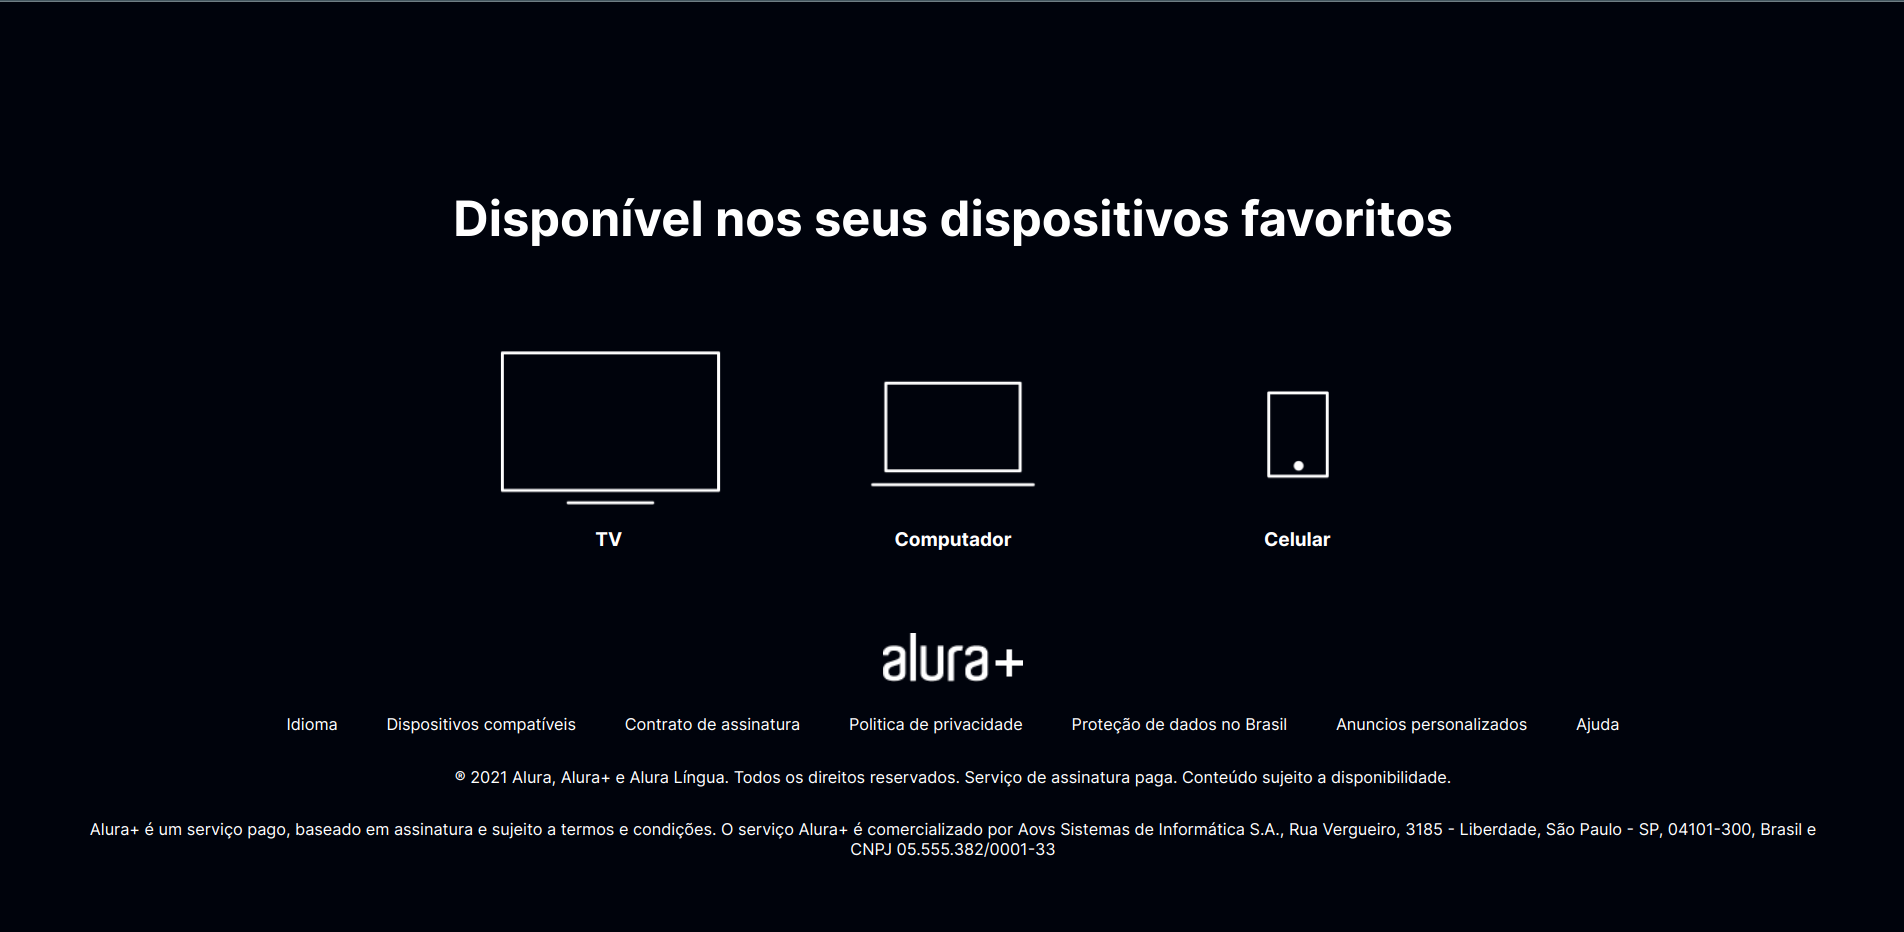 Disponível nos seus dispositivos favoritos
TV Computador Celular
alura+
Idioma Dispositivos compatíveis Contrato de assinatura Politica de privacidade Proteção de dados no Brasil Anuncios personalizados Ajuda
® 2021 Alura, Alura+ e Alura Língua. Todos os direitos reservados. Serviço de assinatura paga. Conteúdo sujeito a disponibilidade.
Alura+ é um serviço pago, baseado em assinatura e sujeito a termos e condições. O serviço Alura+ é comercializado por Aovs Sistemas de Informática S.A., Rua Vergueiro, 3185 - Liberdade, São Paulo - SP, 04101-300, Brasil e
CNPJ 05.555.382/0001-33